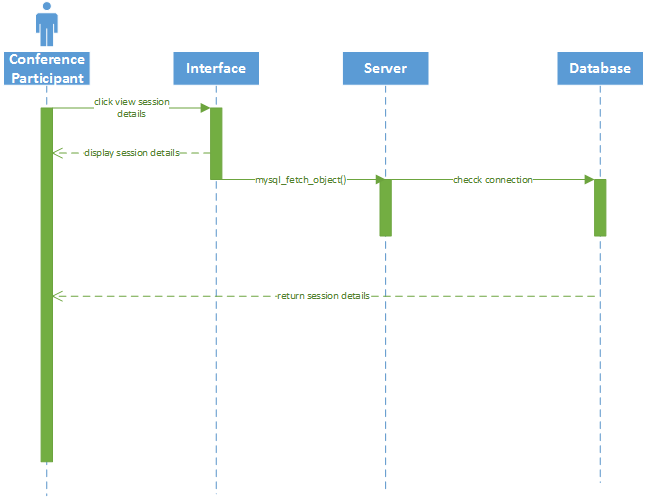 Conference
Participant
Interface
Server
Database
click view session
details
display session details
mysql_fetch_object()
checck connection
return session details